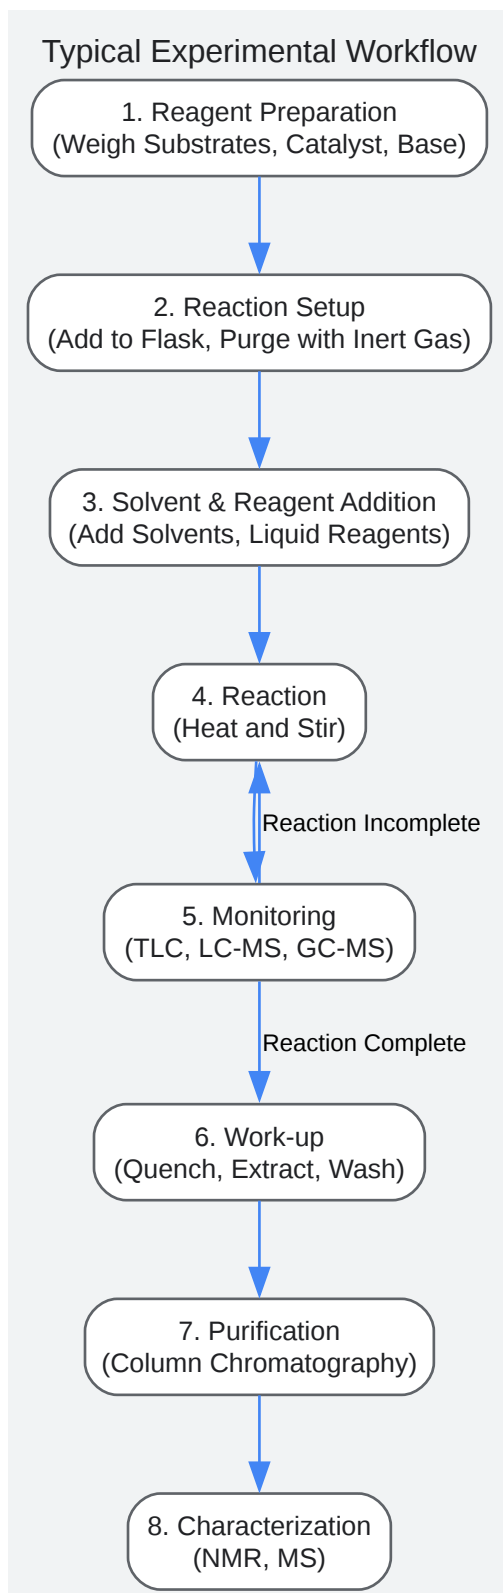 Typical Experimental Workflow
1. Reagent Preparation
(Weigh Substrates, Catalyst, Base)
2. Reaction Setup
(Add to Flask, Purge with Inert Gas)
3. Solvent & Reagent Addition
(Add Solvents, Liquid Reagents)
4. Reaction
(Heat and Stir)
Reaction Incomplete
5. Monitoring
(TLC, LC-MS, GC-MS)
Reaction Complete
6. Work-up
(Quench, Extract, Wash)
7. Purification
(Column Chromatography)
8. Characterization
(NMR, MS)